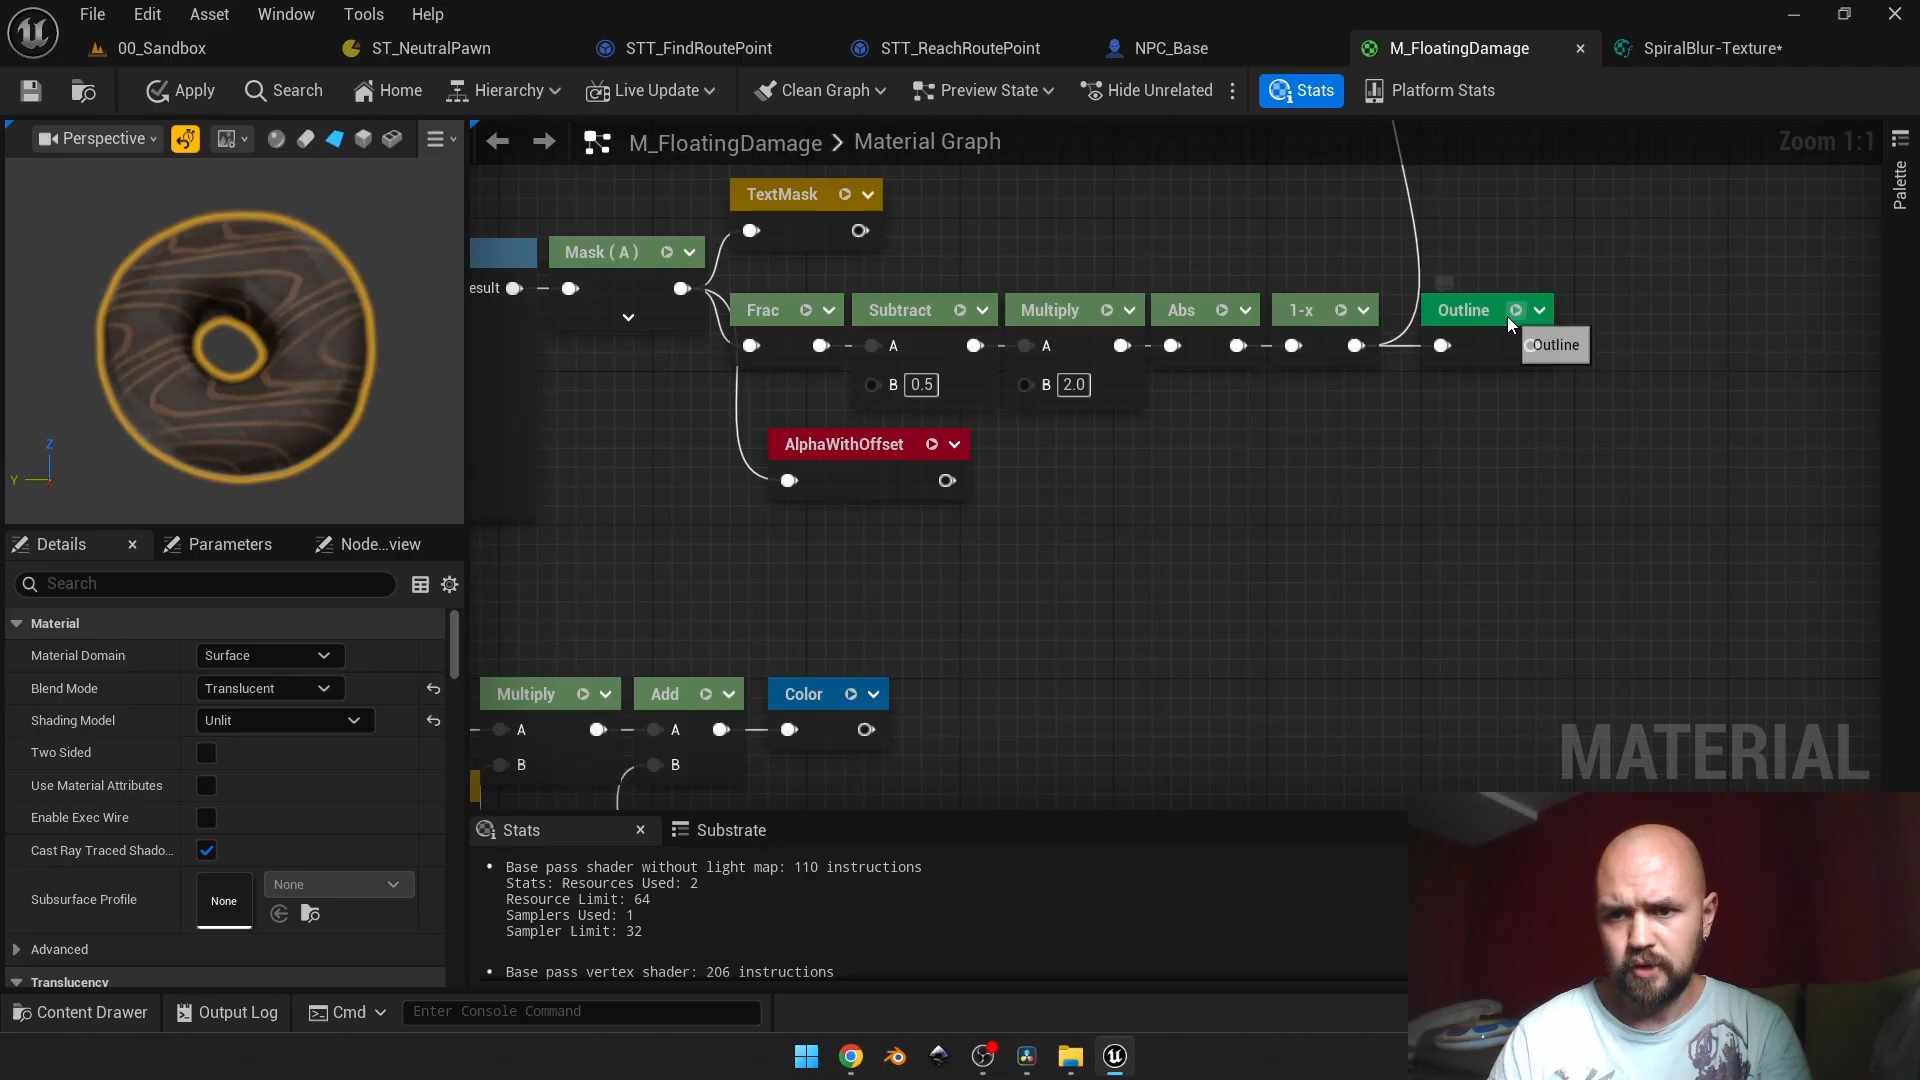 File Edit Asset Window Tools Help
00_Sandbox ST_NeutralPawn STT_FindRoutePoint STT_ReachRoutePoint NPC_Base M_FloatingDamage SpiralBlur-Texture*
Apply Search Home Hierarchy Live Update Clean Graph Preview State Hide Unrelated Stats Platform Stats
Perspective
M_FloatingDamage > Material Graph
Zoom 1:1
Palette
TextMask
Mask ( A )
esult
Frac Subtract Multiply Abs 1-x Outline
A A Outline
B 0.5 B 2.0
AlphaWithOffset
Z
Y
Details Parameters Node...view
Search
Material
Material Domain Surface
Blend Mode Translucent
Shading Model Unlit
Two Sided
Use Material Attributes
Enable Exec Wire
Cast Ray Traced Shado...
Subsurface Profile None None
Advanced
Translucency
Multiply Add Color
A A
B B
MATERIAL
Stats Substrate
• Base pass shader without light map: 110 instructions
Stats: Resources Used: 2
Resource Limit: 64
Samplers Used: 1
Sampler Limit: 32
• Base pass vertex shader: 206 instructions
Content Drawer Output Log Cmd Enter Console Command